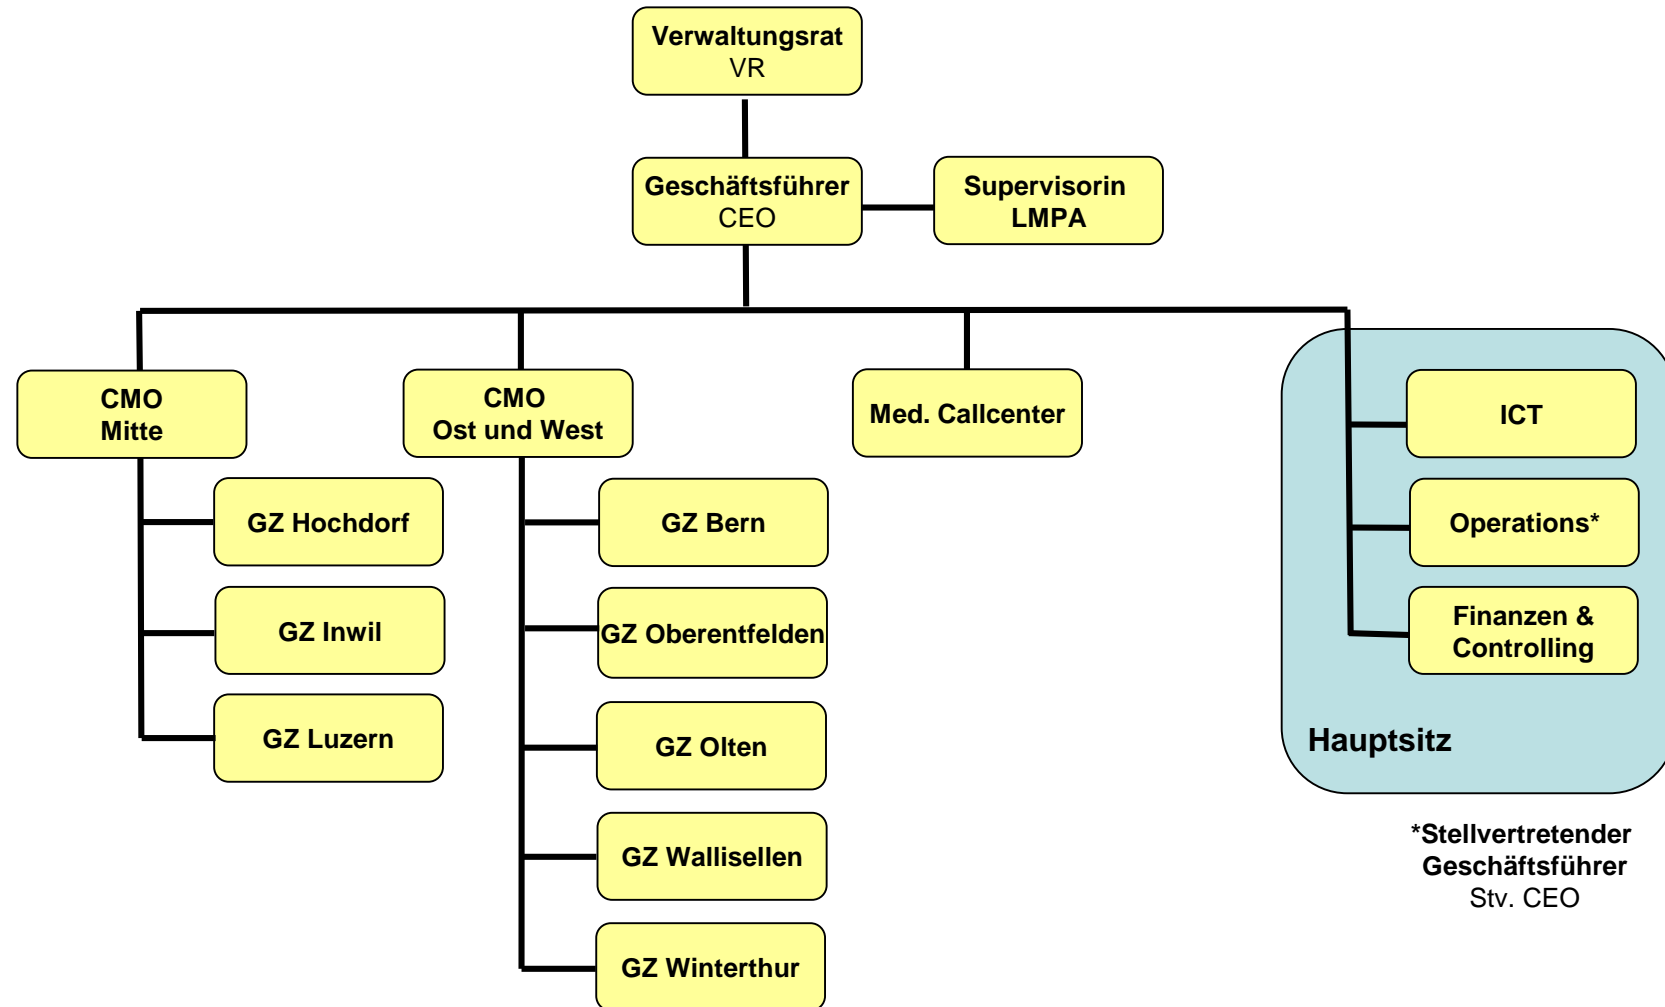 Verwaltungsrat
VR
Geschäftsführer
CEO
Supervisorin
LMPA
CMO
Mitte
CMO
Ost und West
Med. Callcenter
ICT
GZ Hochdorf
GZ Bern
Operations*
GZ Inwil
GZ Oberentfelden
Finanzen &
Controlling
GZ Luzern
GZ Olten
Hauptsitz
GZ Wallisellen
*Stellvertretender
Geschäftsführer
Stv. CEO
GZ Winterthur